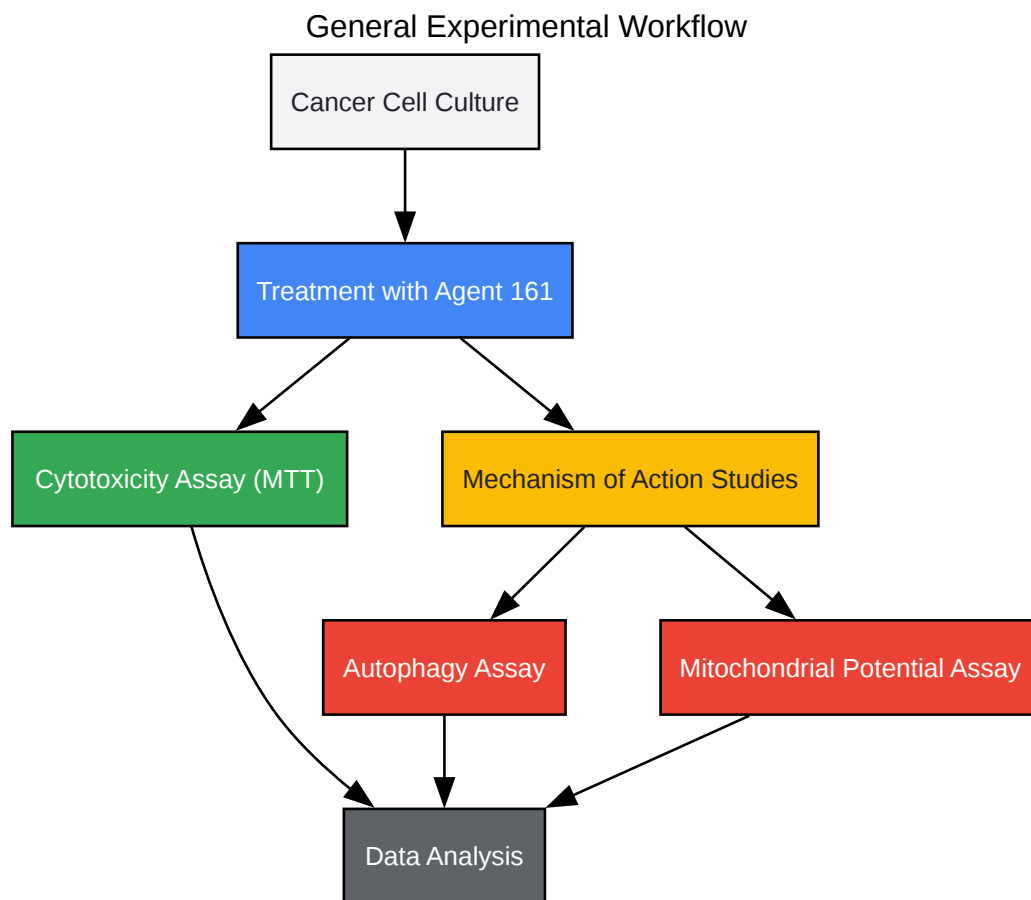 General Experimental Workflow
Cancer Cell Culture
Treatment with Agent 161
Cytotoxicity Assay (MTT)
Mechanism of Action Studies
Autophagy Assay
Mitochondrial Potential Assay
Data Analysis